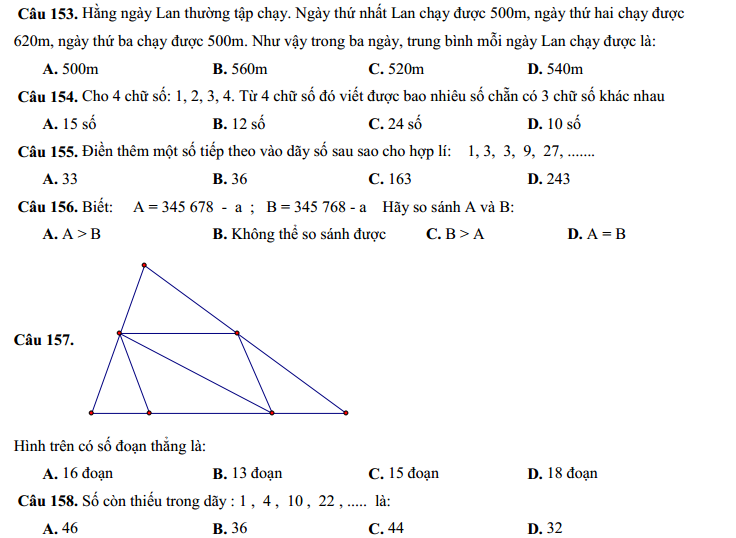 Câu 153. Hằng ngày Lan thường tập chạy. Ngày thứ nhất Lan chạy được 500m, ngày thứ hai chạy được
620m, ngày thứ ba chạy được 500m. Như vậy trong ba ngày, trung bình mỗi ngày Lan chạy được là:
A. 500m B. 560m C. 520m D. 540m
Câu 154. Cho 4 chữ số: 1, 2, 3, 4. Từ 4 chữ số đó viết được bao nhiêu số chẵn có 3 chữ số khác nhau
A. 15 số B. 12 số C. 24 số D. 10 số
Câu 155. Điền thêm một số tiếp theo vào dãy số sau sao cho hợp lí: 1, 3, 3, 9, 27, .......
A. 33 B. 36 C. 163 D. 243
Câu 156. Biết: A = 345 678 - a ; B = 345 768 - a Hãy so sánh A và B:
A. A > B B. Không thể so sánh được C. B > A D. A = B
Câu 157.
Hình trên có số đoạn thẳng là:
A. 16 đoạn B. 13 đoạn C. 15 đoạn D. 18 đoạn
Câu 158. Số còn thiếu trong dãy : 1 , 4 , 10 , 22 , ..... là:
A. 46 B. 36 C. 44 D. 32